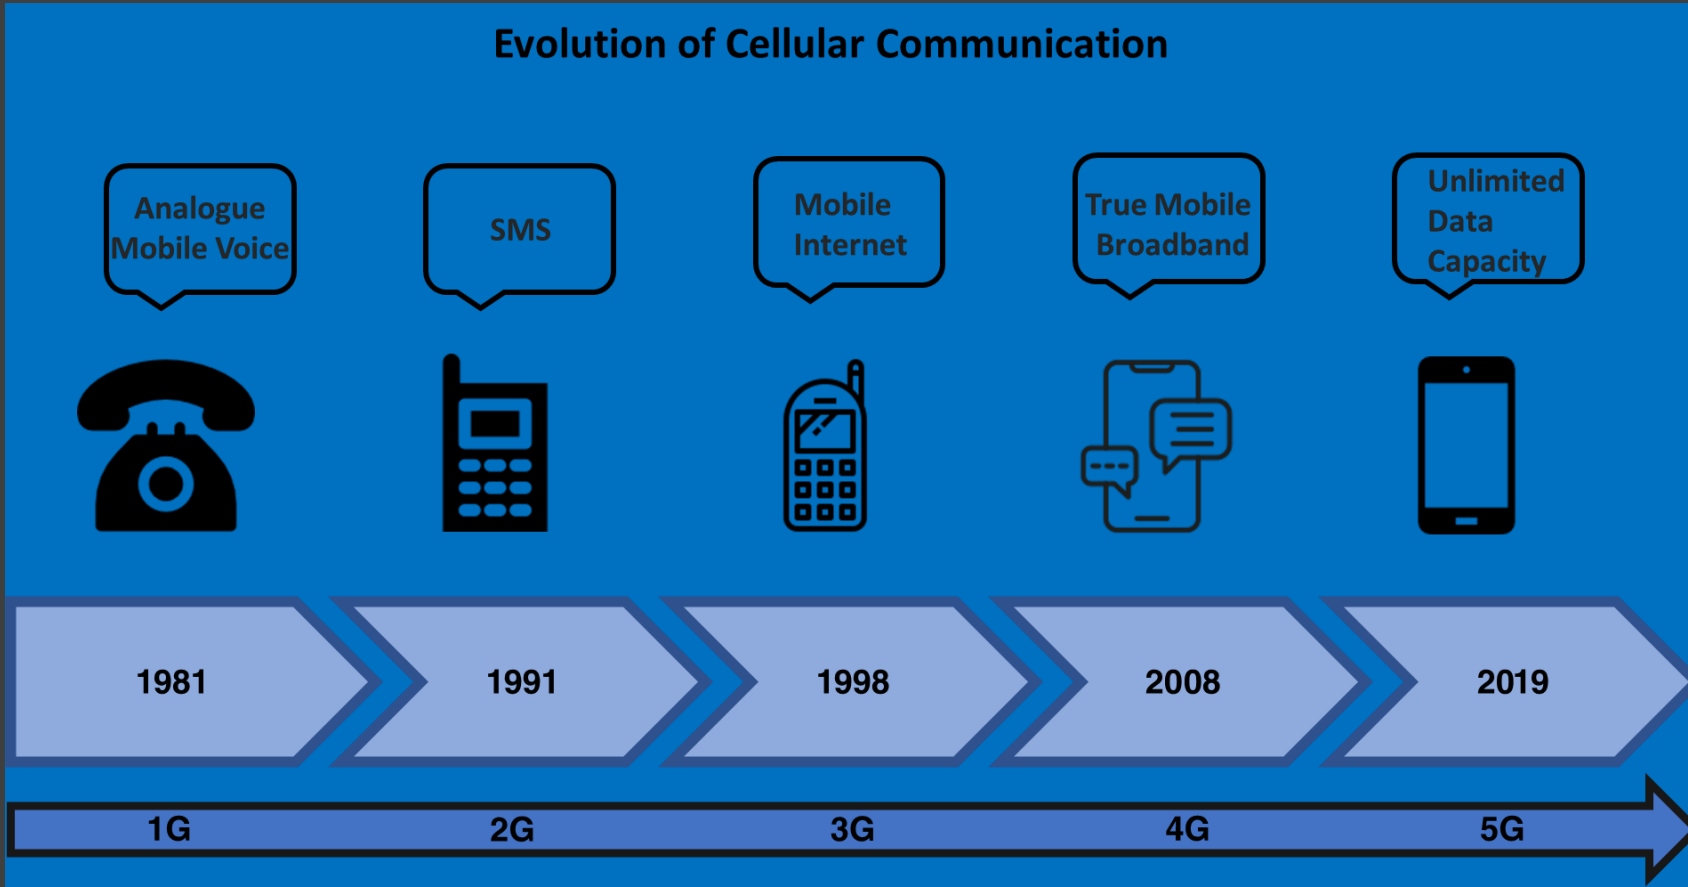 Evolution of Cellular Communication
Analogue
Mobile Voice
SMS
Mobile
Internet
True Mobile
Broadband
Unlimited
Data
Capacity
1981
1991
1998
2008
2019
1G
2G
3G
4G
5G